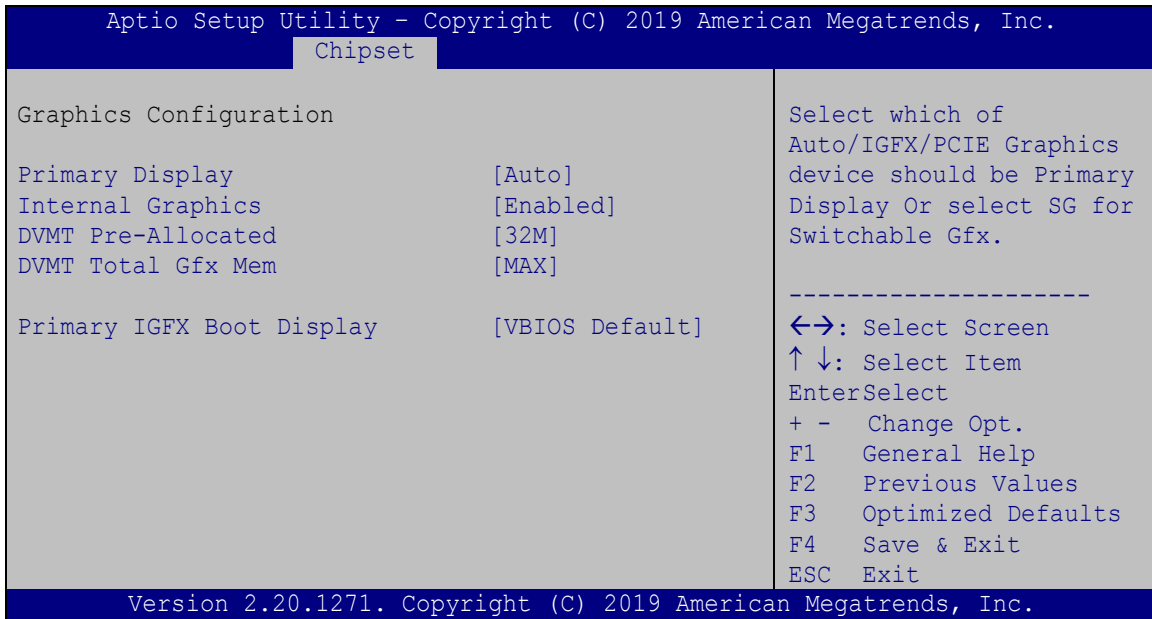 Aptio Setup Utility – Copyright (C) 2019 American Megatrends, Inc.
Chipset
Graphics Configuration
Primary Display [Auto]
Internal Graphics [Enabled]
DVMT Pre-Allocated [32M]
DVMT Total Gfx Mem [MAX]
Primary IGFX Boot Display [VBIOS Default]
Select which of
Auto/IGFX/PCIE Graphics
device should be Primary
Display Or select SG for
Switchable Gfx.
---------------------
←→: Select Screen
↑ ↓: Select Item
EnterSelect
+ - Change Opt.
F1 General Help
F2 Previous Values
F3 Optimized Defaults
F4 Save & Exit
ESC Exit
Version 2.20.1271. Copyright (C) 2019 American Megatrends, Inc.